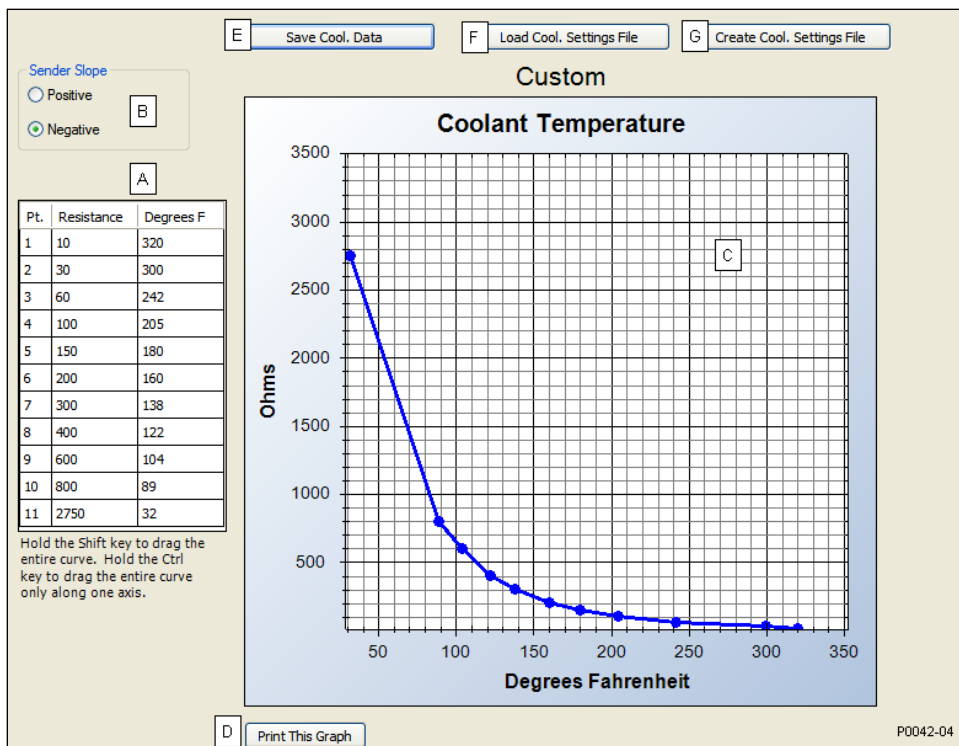 E
Save Cool. Data
F
Load Cool. Settings File
G
Create Cool. Settings File
Sender Slope
Positive
Negative
B
A
Pt. Resistance Degrees F
1 10 320
2 30 300
3 60 242
4 100 205
5 150 180
6 200 160
7 300 138
8 400 122
9 600 104
10 800 89
11 2750 32
Hold the Shift key to drag the
entire curve. Hold the Ctrl
key to drag the entire curve
only along one axis.
Custom
Coolant Temperature
3500
3000
2500
2000
1500
1000
500
Ohms
C
50 100 150 200 250 300 350
Degrees Fahrenheit
D
Print This Graph
P0042-04